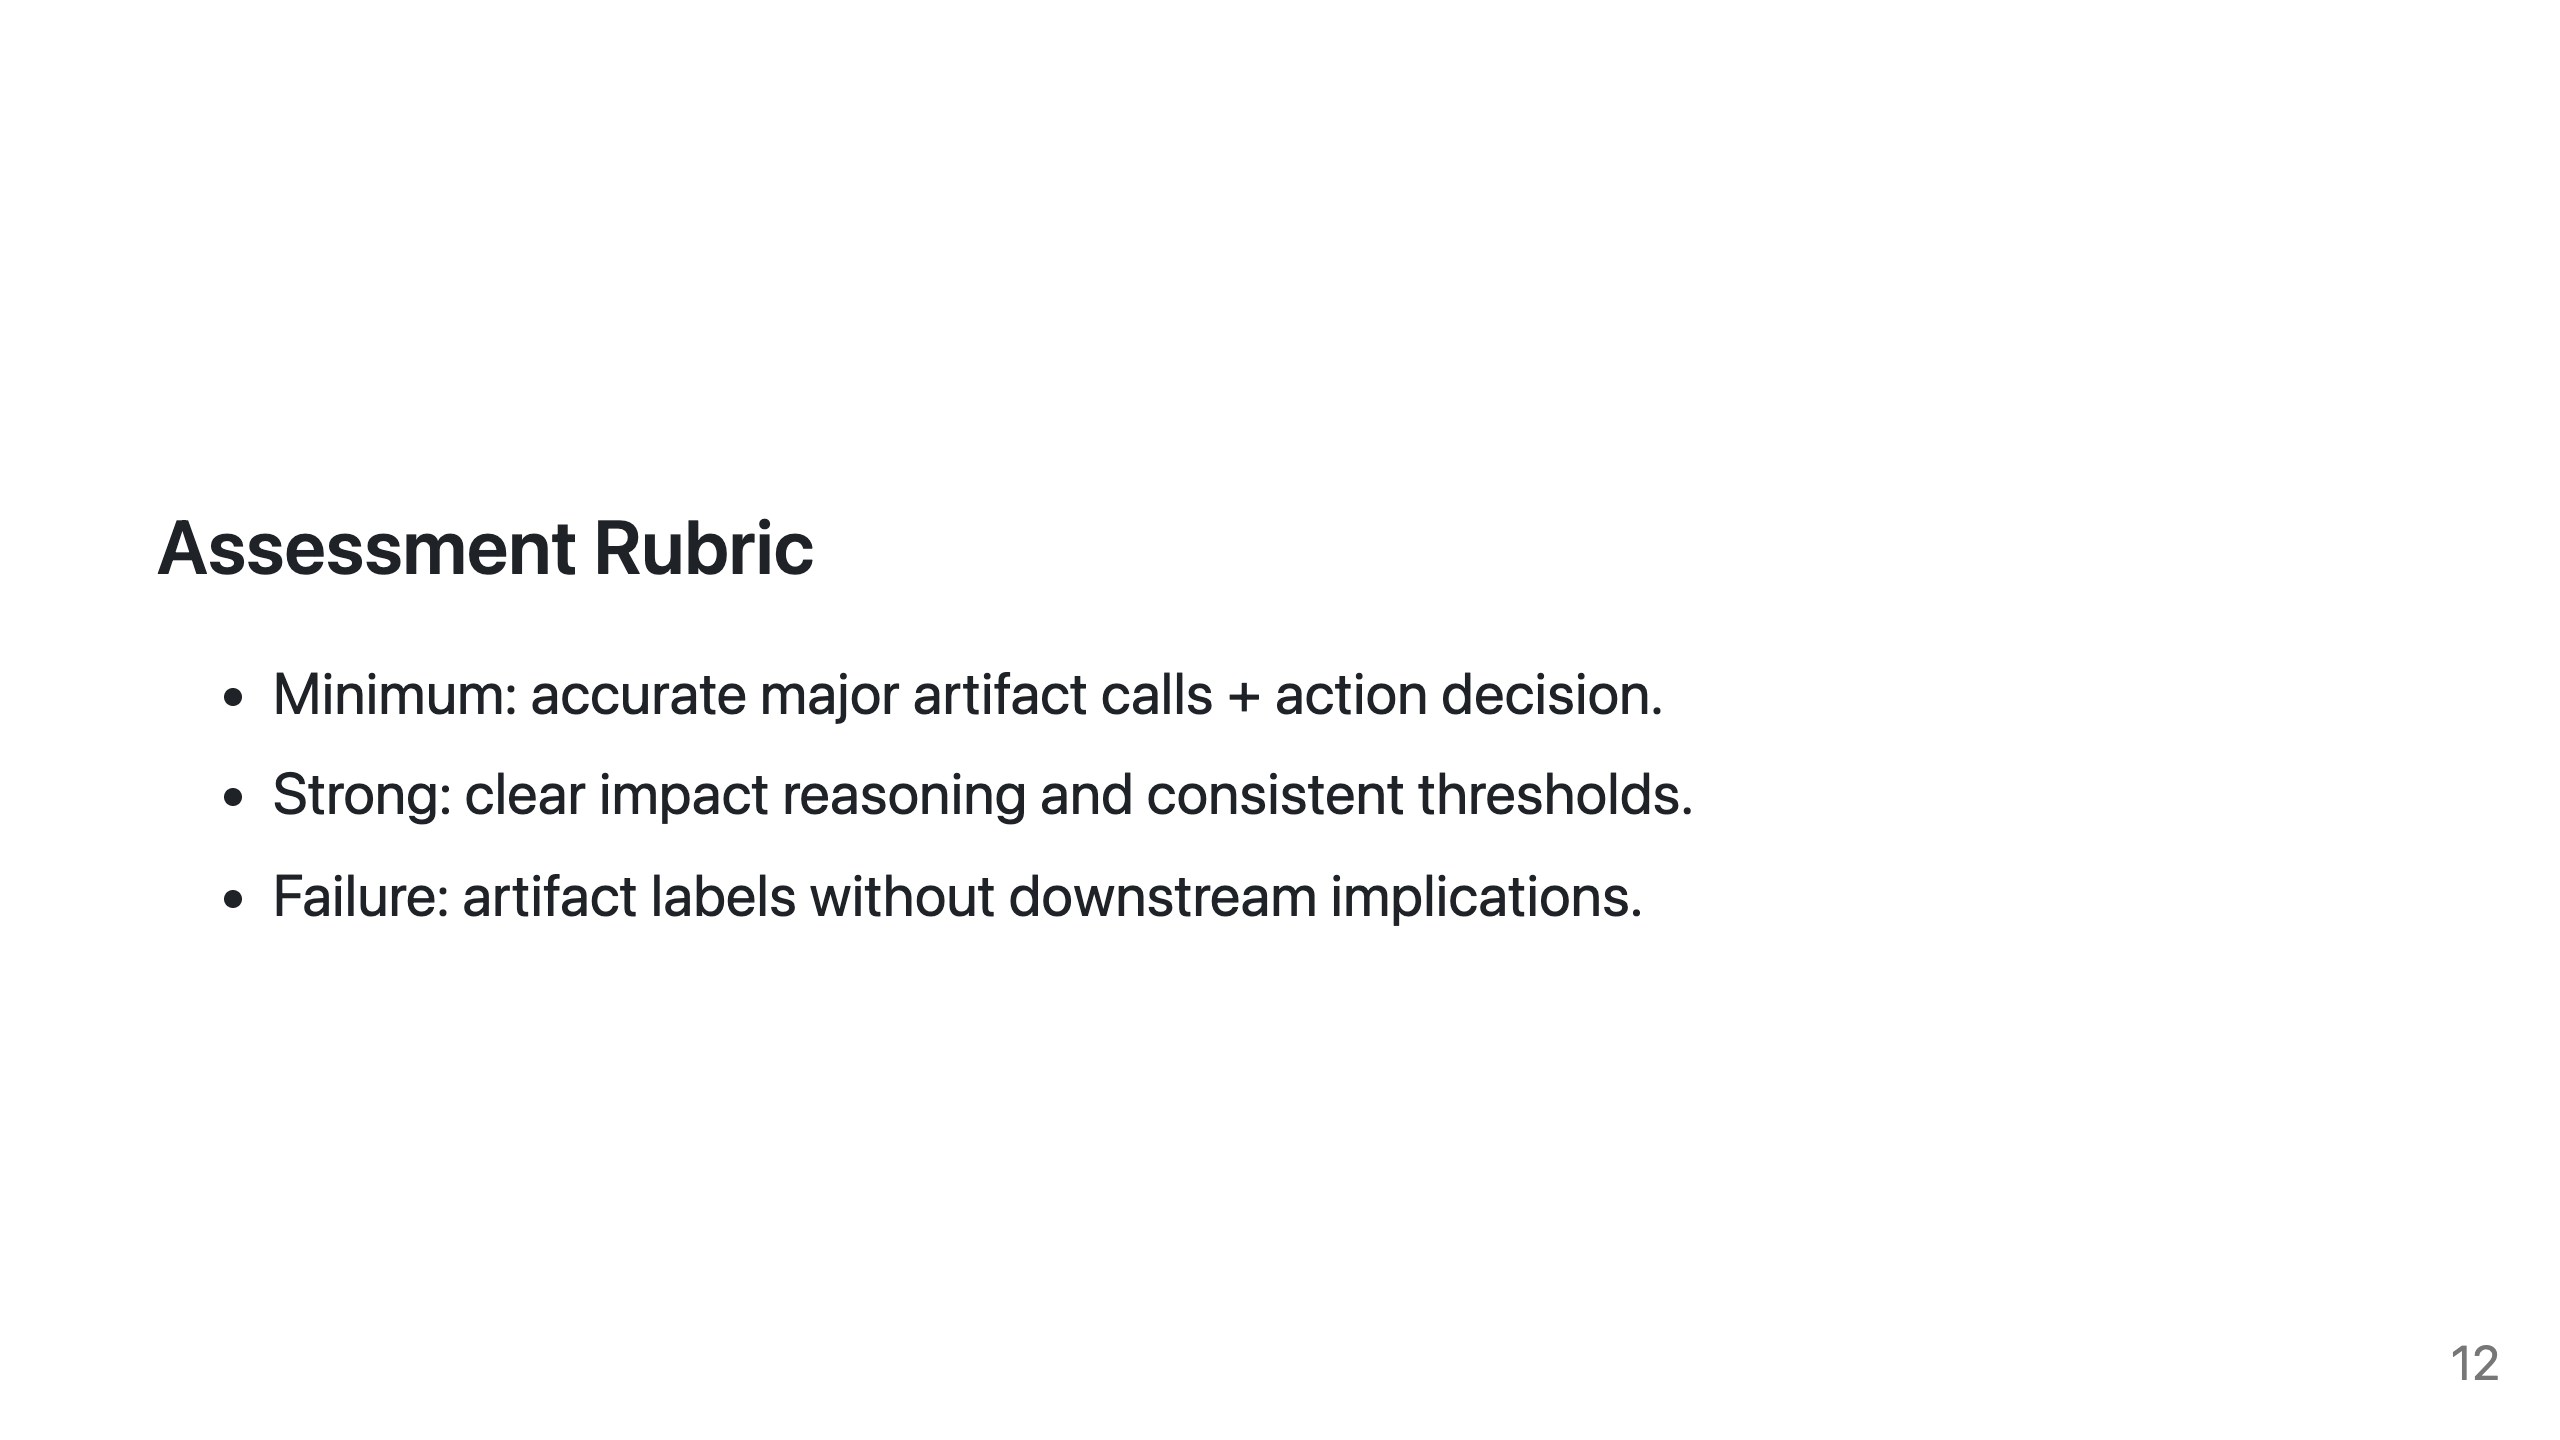 Assessment Rubric
• Minimum: accurate major artifact calls + action decision.
• Strong: clear impact reasoning and consistent thresholds.
• Failure: artifact labels without downstream implications.
12